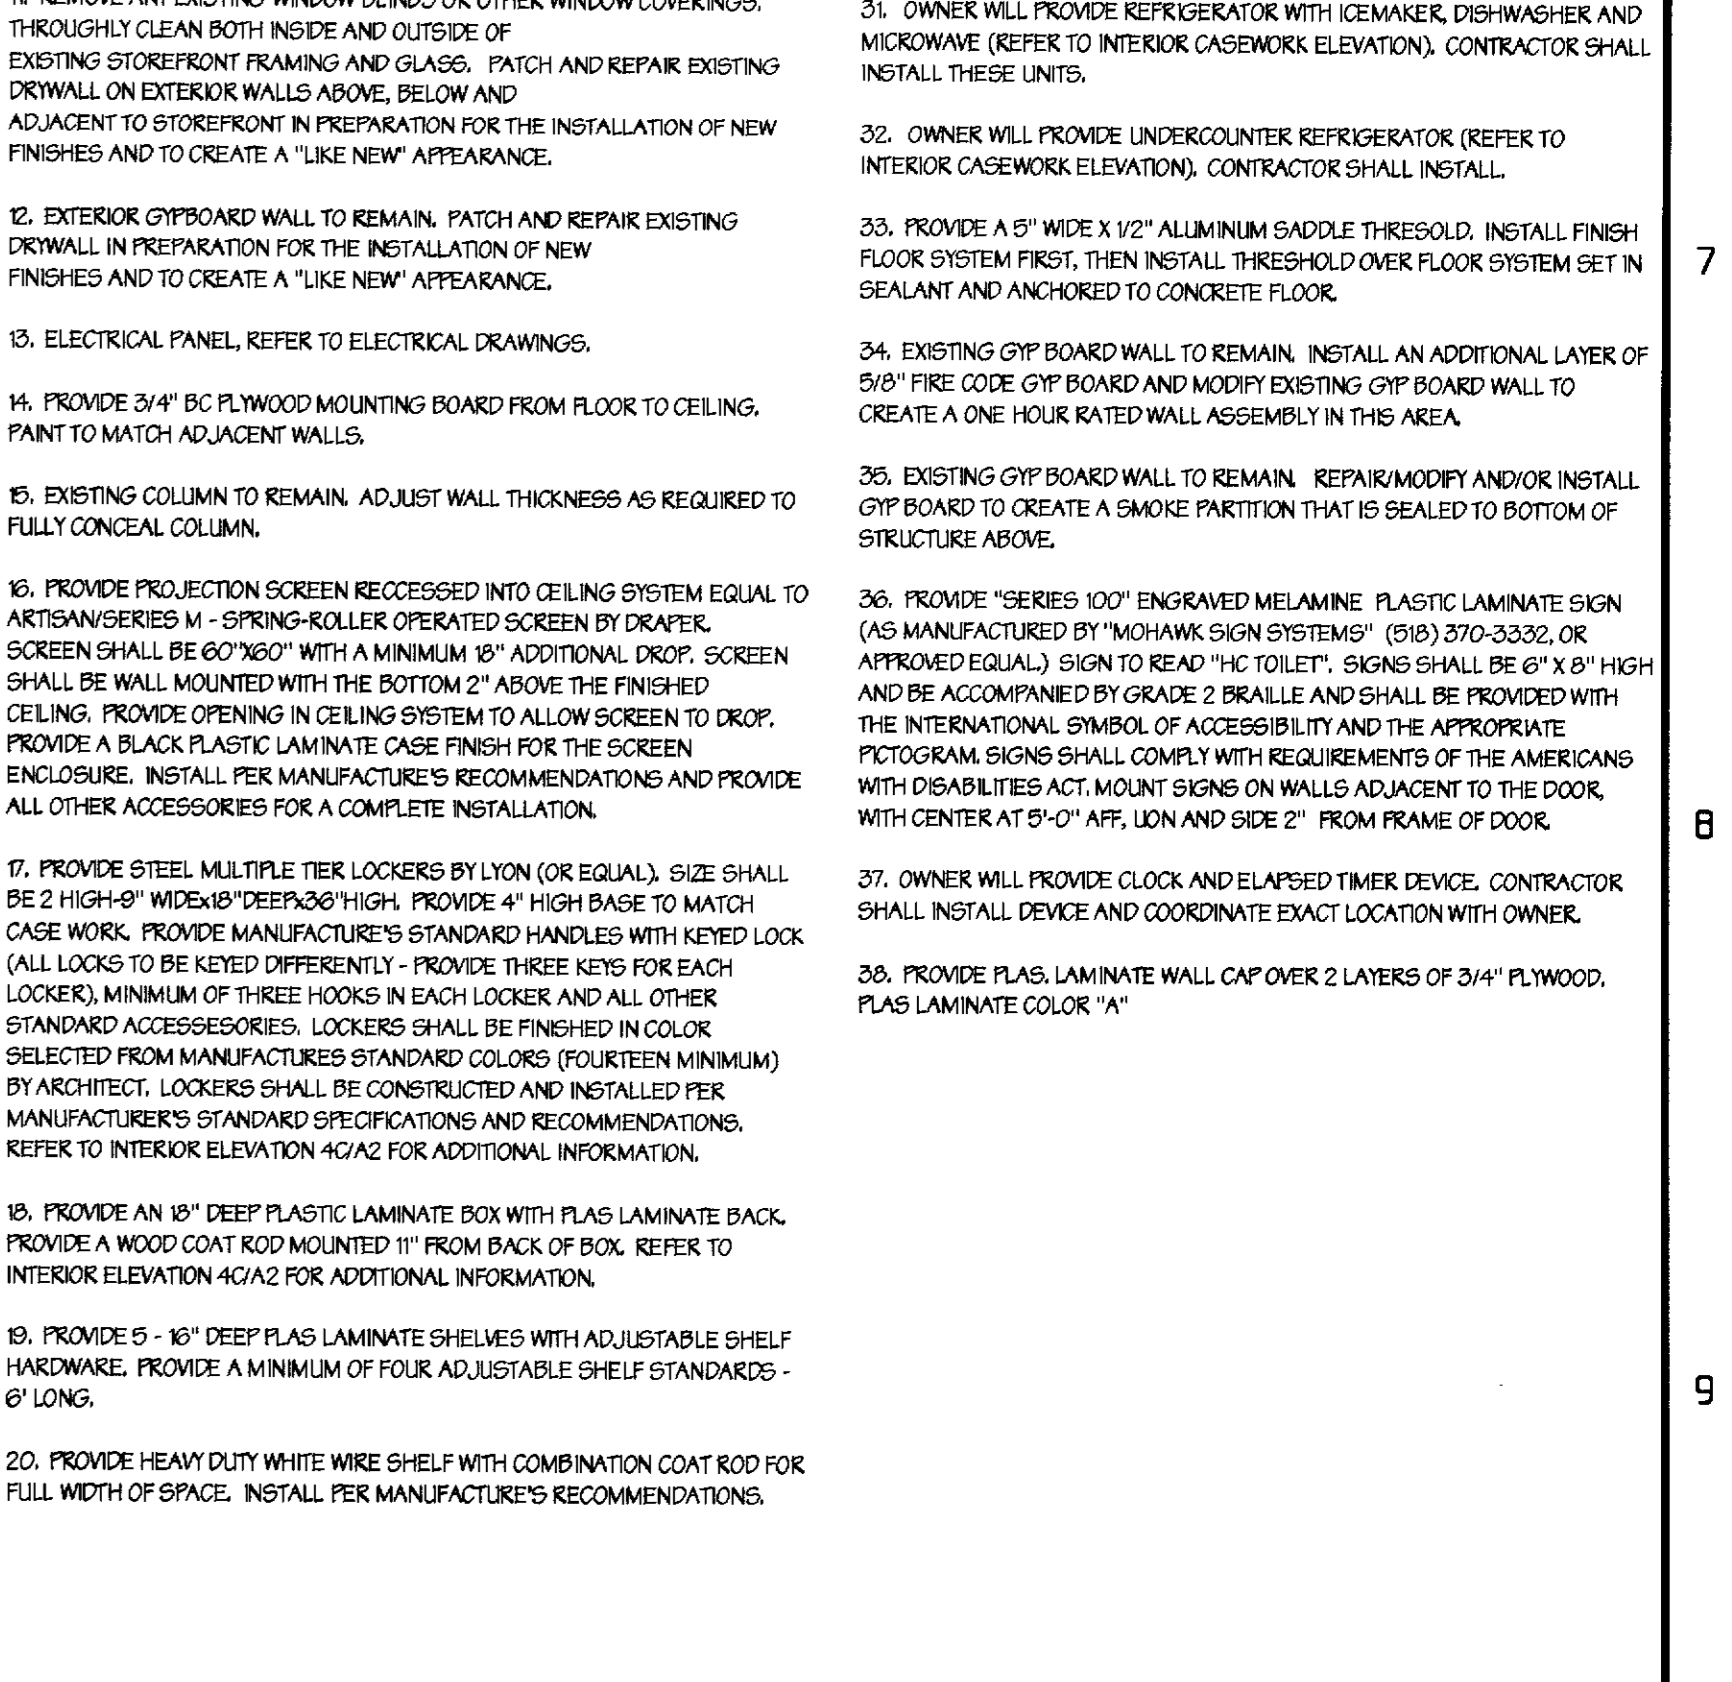 11. REMOVE ANY EXISTING WINDOW BLINDS OR OTHER WINDOW COVERINGS.
THROUGHLY CLEAN BOTH INSIDE AND OUTSIDE OF
EXISTING STOREFRONT FRAMING AND GLASS. PATCH AND REPAIR EXISTING
DRYWALL ON EXTERIOR WALLS ABOVE, BELOW AND
ADJACENT TO STOREFRONT IN PREPARATION FOR THE INSTALLATION OF NEW
FINISHES AND TO CREATE A "LIKE NEW" APPEARANCE.
12. EXTERIOR GYPBOARD WALL TO REMAIN. PATCH AND REPAIR EXISTING
DRYWALL IN PREPARATION FOR THE INSTALLATION OF NEW
FINISHES AND TO CREATE A "LIKE NEW" APPEARANCE.
13. ELECTRICAL PANEL, REFER TO ELECTRICAL DRAWINGS.
14. PROVIDE 3/4" BC PLYWOOD MOUNTING BOARD FROM FLOOR TO CEILING.
PAINT TO MATCH ADJACENT WALLS.
15. EXISTING COLUMN TO REMAIN. ADJUST WALL THICKNESS AS REQUIRED TO
FULLY CONCEAL COLUMN.
16. PROVIDE PROJECTION SCREEN RECCESSED INTO CEILING SYSTEM EQUAL TO
ARTISAN/SERIES M - SPRING-ROLLER OPERATED SCREEN BY DRAPER.
SCREEN SHALL BE 60"X60" WITH A MINIMUM 18" ADDITIONAL DROP. SCREEN
SHALL BE WALL MOUNTED WITH THE BOTTOM 2" ABOVE THE FINISHED
CEILING. PROVIDE OPENING IN CEILING SYSTEM TO ALLOW SCREEN TO DROP.
PROVIDE A BLACK PLASTIC LAMINATE CASE FINISH FOR THE SCREEN
ENCLOSURE. INSTALL PER MANUFACTURE'S RECOMMENDATIONS AND PROVIDE
ALL OTHER ACCESSORIES FOR A COMPLETE INSTALLATION.
17. PROVIDE STEEL MULTIPLE TIER LOCKERS BY LYON (OR EQUAL). SIZE SHALL
BE 2 HIGH-9" WIDEx18"DEEPx36"HIGH. PROVIDE 4" HIGH BASE TO MATCH
CASE WORK. PROVIDE MANUFACTURE'S STANDARD HANDLES WITH KEYED LOCK
(ALL LOCKS TO BE KEYED DIFFERENTLY - PROVIDE THREE KEYS FOR EACH
LOCKER), MINIMUM OF THREE HOOKS IN EACH LOCKER AND ALL OTHER
STANDARD ACCESSESORIES. LOCKERS SHALL BE FINISHED IN COLOR
SELECTED FROM MANUFACTURES STANDARD COLORS (FOURTEEN MINIMUM)
BY ARCHITECT. LOCKERS SHALL BE CONSTRUCTED AND INSTALLED PER
MANUFACTURER'S STANDARD SPECIFICATIONS AND RECOMMENDATIONS.
REFER TO INTERIOR ELEVATION 4C/A2 FOR ADDITIONAL INFORMATION.
18. PROVIDE AN 18" DEEP PLASTIC LAMINATE BOX WITH PLAS LAMINATE BACK.
PROVIDE A WOOD COAT ROD MOUNTED 11" FROM BACK OF BOX. REFER TO
INTERIOR ELEVATION 4C/A2 FOR ADDITIONAL INFORMATION.
19. PROVIDE 5 - 16" DEEP PLAS LAMINATE SHELVES WITH ADJUSTABLE SHELF
HARDWARE. PROVIDE A MINIMUM OF FOUR ADJUSTABLE SHELF STANDARDS -
6' LONG.
20. PROVIDE HEAVY DUTY WHITE WIRE SHELF WITH COMBINATION COAT ROD FOR
FULL WIDTH OF SPACE. INSTALL PER MANUFACTURE'S RECOMMENDATIONS.
31. OWNER WILL PROVIDE REFRIGERATOR WITH ICEMAKER, DISHWASHER AND
MICROWAVE (REFER TO INTERIOR CASEWORK ELEVATION). CONTRACTOR SHALL
INSTALL THESE UNITS.
32. OWNER WILL PROVIDE UNDERCOUNTER REFRIGERATOR (REFER TO
INTERIOR CASEWORK ELEVATION). CONTRACTOR SHALL INSTALL.
33. PROVIDE A 5" WIDE X 1/2" ALUMINUM SADDLE THRESOLD. INSTALL FINISH
FLOOR SYSTEM FIRST, THEN INSTALL THRESHOLD OVER FLOOR SYSTEM SET IN
SEALANT AND ANCHORED TO CONCRETE FLOOR.
34. EXISTING GYP BOARD WALL TO REMAIN. INSTALL AN ADDITIONAL LAYER OF
5/8" FIRE CODE GYP BOARD AND MODIFY EXISTING GYP BOARD WALL TO
CREATE A ONE HOUR RATED WALL ASSEMBLY IN THIS AREA.
35. EXISTING GYP BOARD WALL TO REMAIN. REPAIR/MODIFY AND/OR INSTALL
GYP BOARD TO CREATE A SMOKE PARTITION THAT IS SEALED TO BOTTOM OF
STRUCTURE ABOVE.
36. PROVIDE "SERIES 100" ENGRAVED MELAMINE PLASTIC LAMINATE SIGN
(AS MANUFACTURED BY "MOHAWK SIGN SYSTEMS" (518) 370-3332, OR
APPROVED EQUAL.) SIGN TO READ "HC TOILET". SIGNS SHALL BE 6" X 8" HIGH
AND BE ACCOMPANIED BY GRADE 2 BRAILLE AND SHALL BE PROVIDED WITH
THE INTERNATIONAL SYMBOL OF ACCESSIBILITY AND THE APPROPRIATE
PICTOGRAM. SIGNS SHALL COMPLY WITH REQUIREMENTS OF THE AMERICANS
WITH DISABILITIES ACT. MOUNT SIGNS ON WALLS ADJACENT TO THE DOOR,
WITH CENTER AT 5'-0" AFF, UON AND SIDE 2" FROM FRAME OF DOOR.
37. OWNER WILL PROVIDE CLOCK AND ELAPSED TIMER DEVICE. CONTRACTOR
SHALL INSTALL DEVICE AND COORDINATE EXACT LOCATION WITH OWNER.
38. PROVIDE PLAS. LAMINATE WALL CAP OVER 2 LAYERS OF 3/4" PLYWOOD.
PLAS LAMINATE COLOR "A"
7
8
9